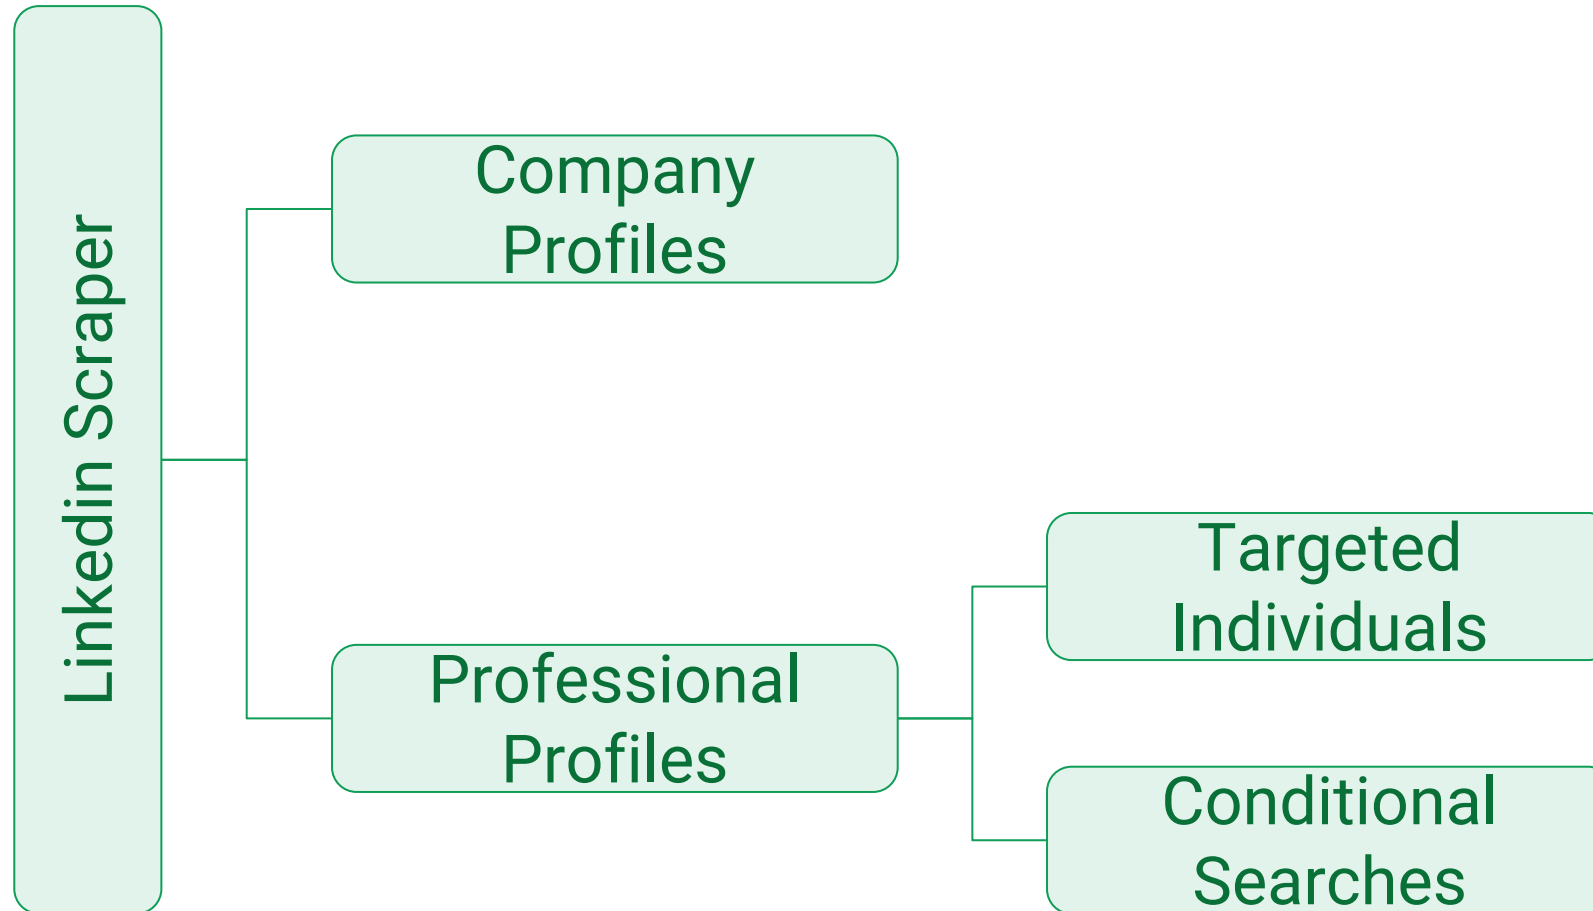 Linkedin Scraper
Company
Profiles
Professional
Profiles
Targeted
Individuals
Conditional
Searches